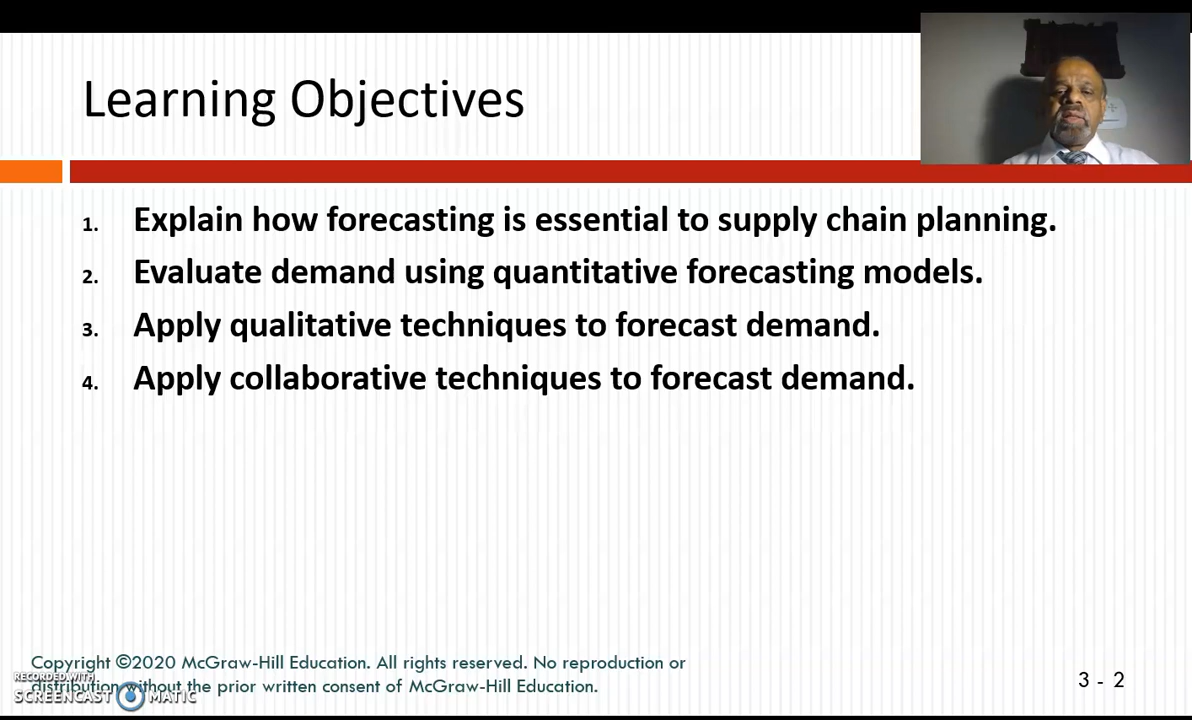 Learning Objectives
1. Explain how forecasting is essential to supply chain planning.
2. Evaluate demand using quantitative forecasting models.
3. Apply qualitative techniques to forecast demand.
4. Apply collaborative techniques to forecast demand.
Copyright ©2020 McGraw-Hill Education. All rights reserved. No reproduction or
distribution without the prior written consent of McGraw-Hill Education.
RECORDED WITH
SCREENCAST MATIC
3 - 2